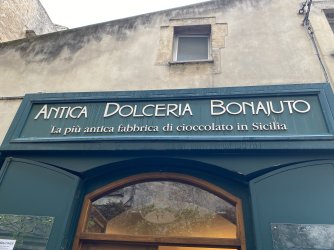 ANTICA DOLCERIA BONAJUTO
La più antica fabbrica di cioccolato in Sicilia